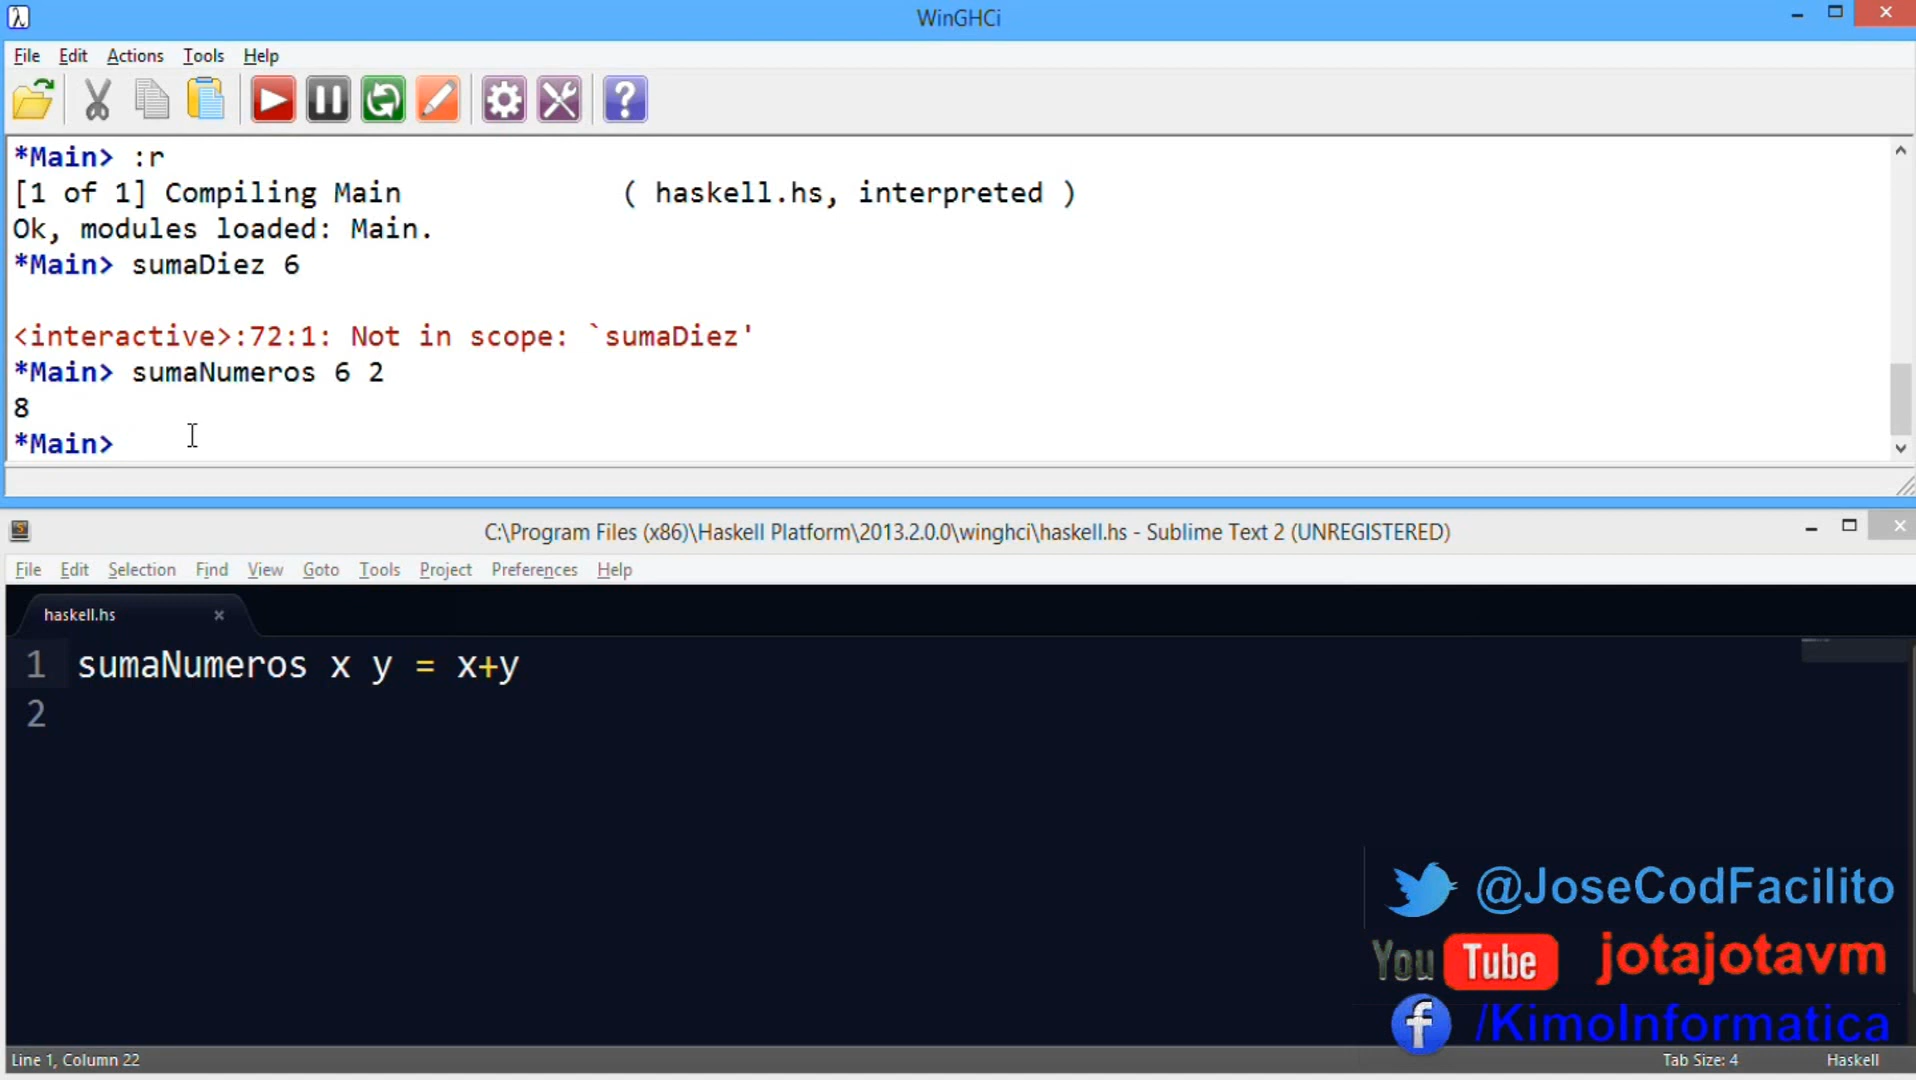 WinGHCi
File Edit Actions Tools Help
*Main> :r
[1 of 1] Compiling Main ( haskell.hs, interpreted )
Ok, modules loaded: Main.
*Main> sumaDiez 6
<interactive>:72:1: Not in scope: `sumaDiez'
*Main> sumaNumeros 6 2
8
*Main>
C:\Program Files (x86)\Haskell Platform\2013.2.0.0\winghci\haskell.hs - Sublime Text 2 (UNREGISTERED)
File Edit Selection Find View Goto Tools Project Preferences Help
haskell.hs
1 sumaNumeros x y = x+y
2
@JoseCodFacilito
You Tube jotajotavm
f /KimoInformatica
Line 1, Column 22 Tab Size: 4 Haskell